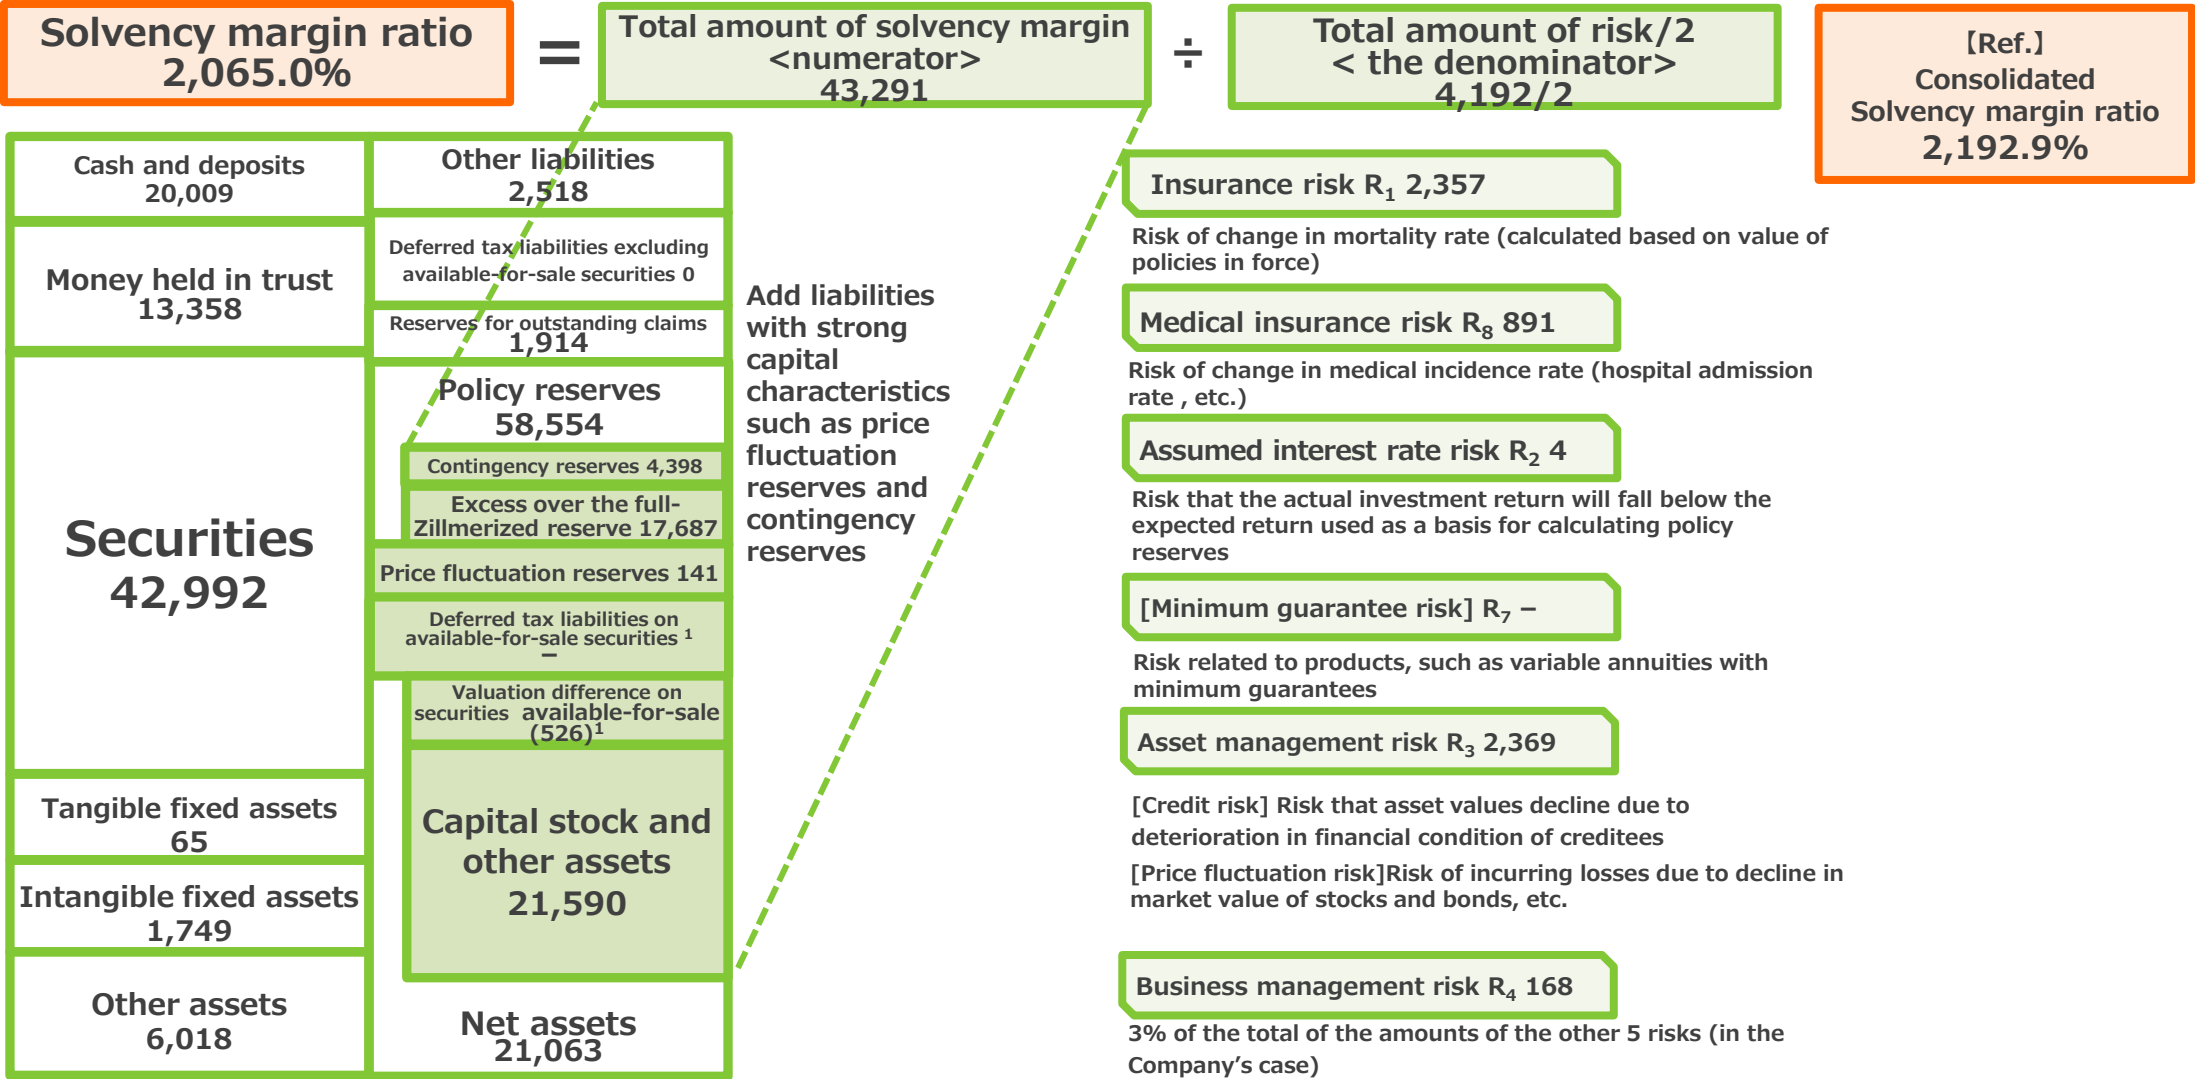 Solvency margin ratio
2,065.0%
=
Total amount of solvency margin
<numerator>
43,291
÷
Total amount of risk/2
< the denominator>
4,192/2
【Ref.】
Consolidated
Solvency margin ratio
2,192.9%
Cash and deposits
20,009
Money held in trust
13,358
Securities
42,992
Tangible fixed assets
65
Intangible fixed assets
1,749
Other assets
6,018
Other liabilities
2,518
Deferred tax liabilities excluding
available-for-sale securities 0
Reserves for outstanding claims
1,914
Policy reserves
58,554
Contingency reserves 4,398
Excess over the full-
Zillmerized reserve 17,687
Price fluctuation reserves 141
Deferred tax liabilities on
available-for-sale securities 1
–
Valuation difference on
securities available-for-sale
(526)1
Capital stock and
other assets
21,590
Net assets
21,063
Add liabilities
with strong
capital
characteristics
such as price
fluctuation
reserves and
contingency
reserves
Insurance risk R1 2,357
Risk of change in mortality rate (calculated based on value of
policies in force)
Medical insurance risk R8 891
Risk of change in medical incidence rate (hospital admission
rate , etc.)
Assumed interest rate risk R2 4
Risk that the actual investment return will fall below the
expected return used as a basis for calculating policy
reserves
[Minimum guarantee risk] R7 –
Risk related to products, such as variable annuities with
minimum guarantees
Asset management risk R3 2,369
[Credit risk] Risk that asset values decline due to
deterioration in financial condition of creditees
[Price fluctuation risk]Risk of incurring losses due to decline in
market value of stocks and bonds, etc.
Business management risk R4 168
3% of the total of the amounts of the other 5 risks (in the
Company’s case)